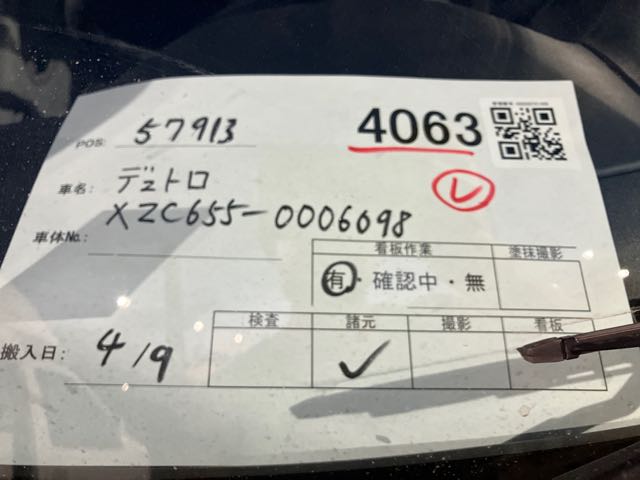 POS: 57913
4063
車名: デュトロ
レ
XZC655-0006098
車体No.:
看板作業
塗抹撮影
有・確認中・無
検査 諸元 撮影 看板
搬入日: 4/9 ✓